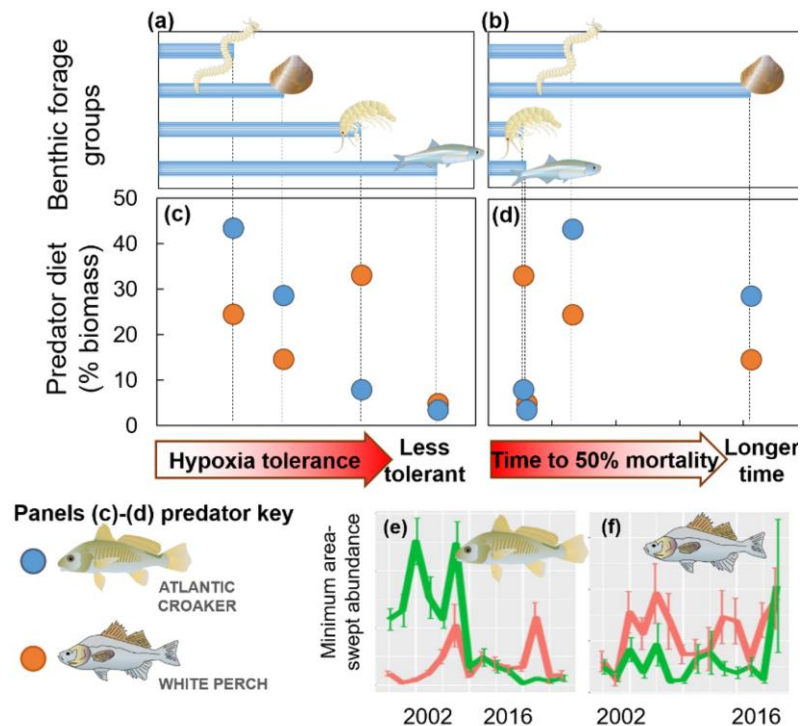 (a)
(b)
Benthic forage
groups
(c)
(d)
Predator diet
(% biomass)
50
40
30
20
10
0
Hypoxia tolerance
Less
tolerant
Time to 50% mortality
Longer
time
Panels (c)-(d) predator key
ATLANTIC
CROAKER
WHITE PERCH
Minimum area-
swept abundance
(e)
(f)
2002 2016
2002 2016